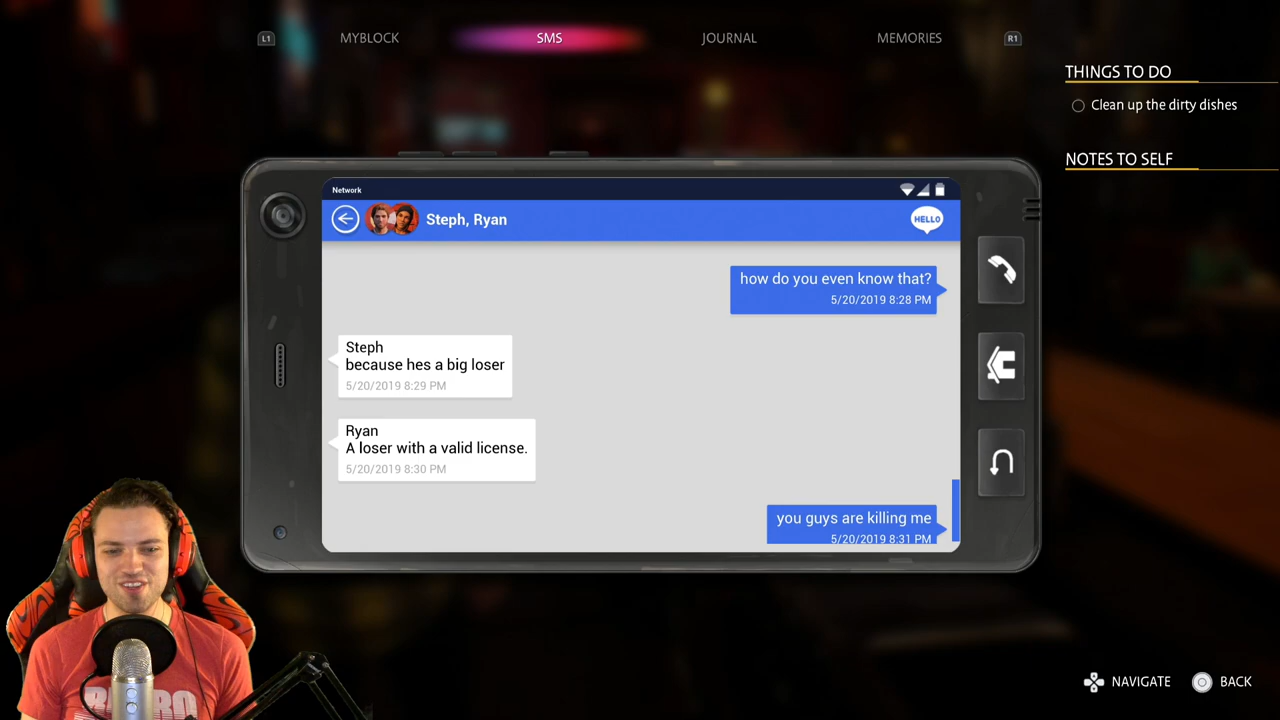 L1
MYBLOCK
SMS
JOURNAL
MEMORIES
R1
THINGS TO DO
Clean up the dirty dishes
NOTES TO SELF
Network
Steph, Ryan
HELLO
how do you even know that?
5/20/2019 8:28 PM
Steph
because hes a big loser
5/20/2019 8:29 PM
Ryan
A loser with a valid license.
5/20/2019 8:30 PM
you guys are killing me
5/20/2019 8:31 PM
NAVIGATE
BACK